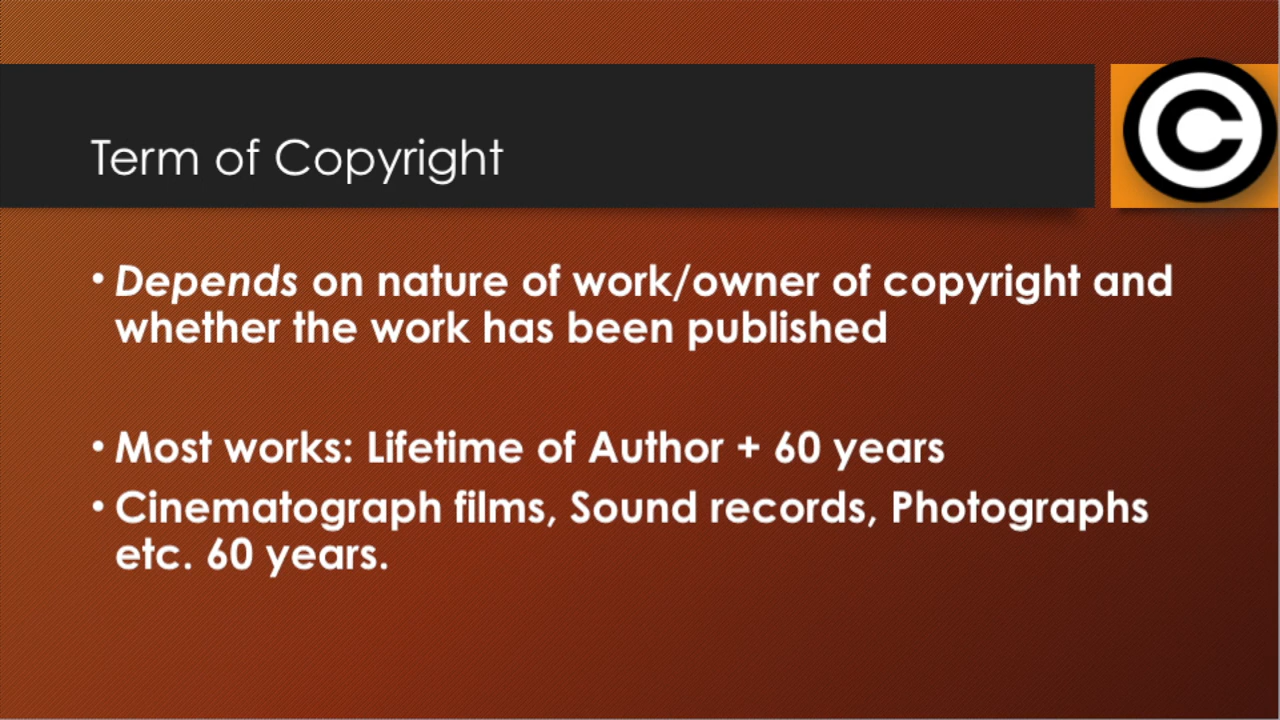 Term of Copyright
• Depends on nature of work/owner of copyright and
whether the work has been published
• Most works: Lifetime of Author + 60 years
• Cinematograph films, Sound records, Photographs
etc. 60 years.